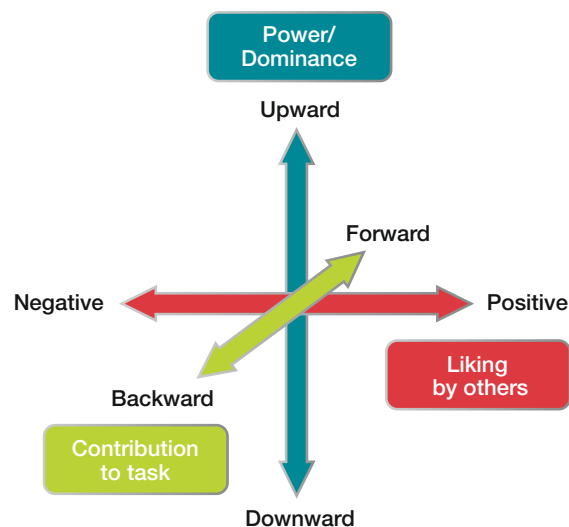 Power/
Dominance
Upward
Forward
Negative
Positive
Liking
by others
Backward
Contribution
to task
Downward